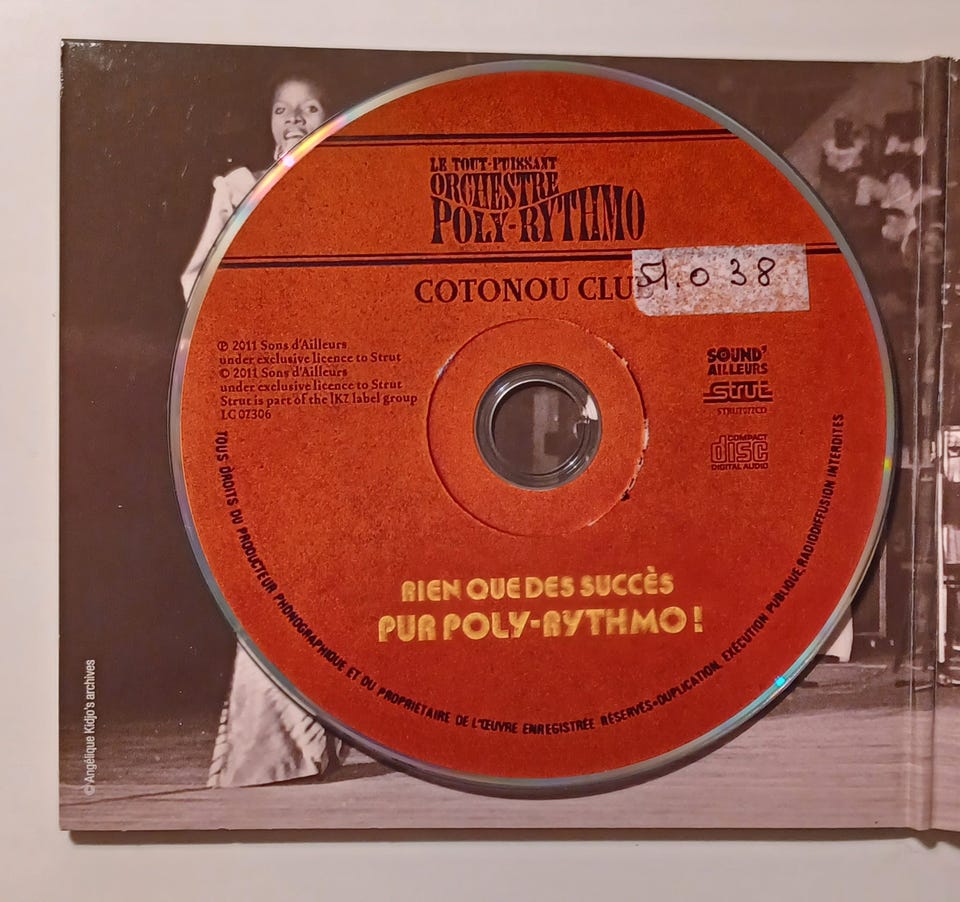 LE TOUT-PUISSANT
ORCHESTRE
POLY-RYTHMO
COTONOU CLUB
51.038
℗ 2011 Sons d'Ailleurs
under exclusive licence to Strut
© 2011 Sons d'Ailleurs
under exclusive licence to Strut
Strut is part of the !K7 label group
LC 07306
SOUND'
AILLEURS
strut
STRUT072CD
COMPACT
disc
DIGITAL AUDIO
RIEN QUE DES SUCCÈS
PUR POLY-RYTHMO !
TOUS DROITS DU PRODUCTEUR PHONOGRAPHIQUE ET DU PROPRIÉTAIRE DE L'ŒUVRE ENREGISTRÉE RÉSERVÉS•DUPLICATION, EXÉCUTION PUBLIQUE, RADIODIFFUSION INTERDITES
© Angélique Kidjo's archives